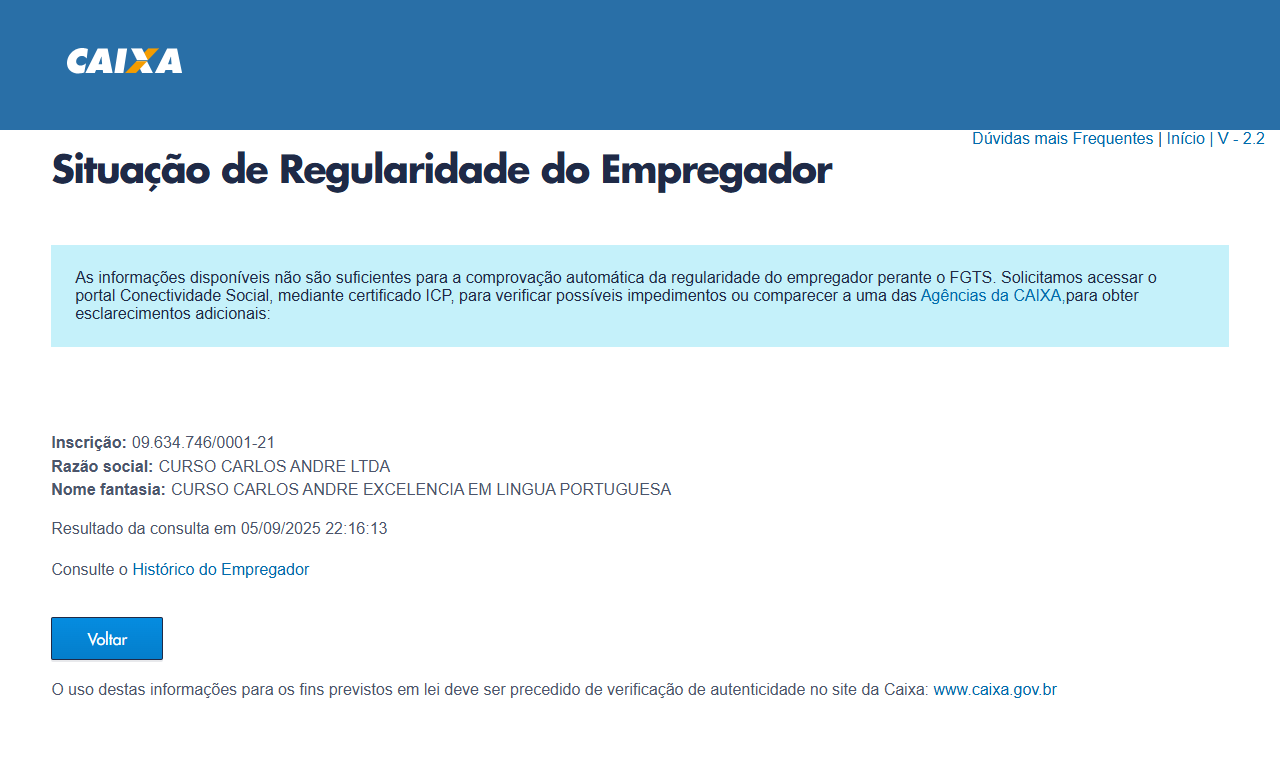 CAIXA
Dúvidas mais Frequentes | Início | V - 2.2
Situação de Regularidade do Empregador
As informações disponíveis não são suficientes para a comprovação automática da regularidade do empregador perante o FGTS. Solicitamos acessar o
portal Conectividade Social, mediante certificado ICP, para verificar possíveis impedimentos ou comparecer a uma das Agências da CAIXA,para obter
esclarecimentos adicionais:
Inscrição: 09.634.746/0001-21
Razão social: CURSO CARLOS ANDRE LTDA
Nome fantasia: CURSO CARLOS ANDRE EXCELENCIA EM LINGUA PORTUGUESA
Resultado da consulta em 05/09/2025 22:16:13
Consulte o Histórico do Empregador
Voltar
O uso destas informações para os fins previstos em lei deve ser precedido de verificação de autenticidade no site da Caixa: www.caixa.gov.br